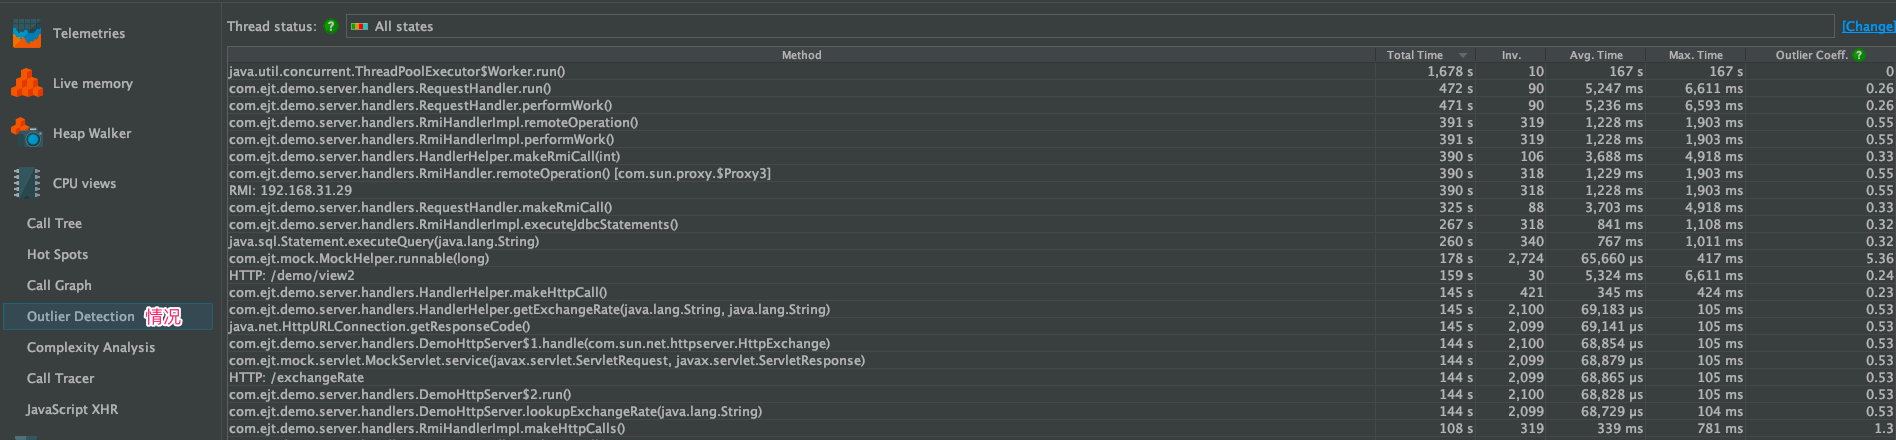 Telemetries
Live memory
Heap Walker
CPU views
Call Tree
Hot Spots
Call Graph
Outlier Detection 情况
Complexity Analysis
Call Tracer
JavaScript XHR
Thread status: ? All states [Change]
Method Total Time Inv. Avg. Time Max. Time Outlier Coeff. ?
java.util.concurrent.ThreadPoolExecutor$Worker.run() 1,678 s 10 167 s 167 s 0
com.ejt.demo.server.handlers.RequestHandler.run() 472 s 90 5,247 ms 6,611 ms 0.26
com.ejt.demo.server.handlers.RequestHandler.performWork() 471 s 90 5,236 ms 6,593 ms 0.26
com.ejt.demo.server.handlers.RmiHandlerImpl.remoteOperation() 391 s 319 1,228 ms 1,903 ms 0.55
com.ejt.demo.server.handlers.RmiHandlerImpl.performWork() 391 s 319 1,228 ms 1,903 ms 0.55
com.ejt.demo.server.handlers.HandlerHelper.makeRmiCall(int) 390 s 106 3,688 ms 4,918 ms 0.33
com.ejt.demo.server.handlers.RmiHandler.remoteOperation() [com.sun.proxy.$Proxy3] 390 s 318 1,229 ms 1,903 ms 0.55
RMI: 192.168.31.29 390 s 318 1,228 ms 1,903 ms 0.55
com.ejt.demo.server.handlers.RequestHandler.makeRmiCall() 325 s 88 3,703 ms 4,918 ms 0.33
com.ejt.demo.server.handlers.RmiHandlerImpl.executeJdbcStatements() 267 s 318 841 ms 1,108 ms 0.32
java.sql.Statement.executeQuery(java.lang.String) 260 s 340 767 ms 1,011 ms 0.32
com.ejt.mock.MockHelper.runnable(long) 178 s 2,724 65,660 µs 417 ms 5.36
HTTP: /demo/view2 159 s 30 5,324 ms 6,611 ms 0.24
com.ejt.demo.server.handlers.HandlerHelper.makeHttpCall() 145 s 421 345 ms 424 ms 0.23
com.ejt.demo.server.handlers.HandlerHelper.getExchangeRate(java.lang.String, java.lang.String) 145 s 2,100 69,183 µs 105 ms 0.53
java.net.HttpURLConnection.getResponseCode() 145 s 2,099 69,141 µs 105 ms 0.53
com.ejt.demo.server.handlers.DemoHttpServer$1.handle(com.sun.net.httpserver.HttpExchange) 144 s 2,100 68,854 µs 105 ms 0.53
com.ejt.mock.servlet.MockServlet.service(javax.servlet.ServletRequest, javax.servlet.ServletResponse) 144 s 2,099 68,879 µs 105 ms 0.53
HTTP: /exchangeRate 144 s 2,099 68,865 µs 105 ms 0.53
com.ejt.demo.server.handlers.DemoHttpServer$2.run() 144 s 2,100 68,828 µs 105 ms 0.53
com.ejt.demo.server.handlers.DemoHttpServer.lookupExchangeRate(java.lang.String) 144 s 2,099 68,729 µs 104 ms 0.53
com.ejt.demo.server.handlers.RmiHandlerImpl.makeHttpCalls() 108 s 319 339 ms 781 ms 1.3